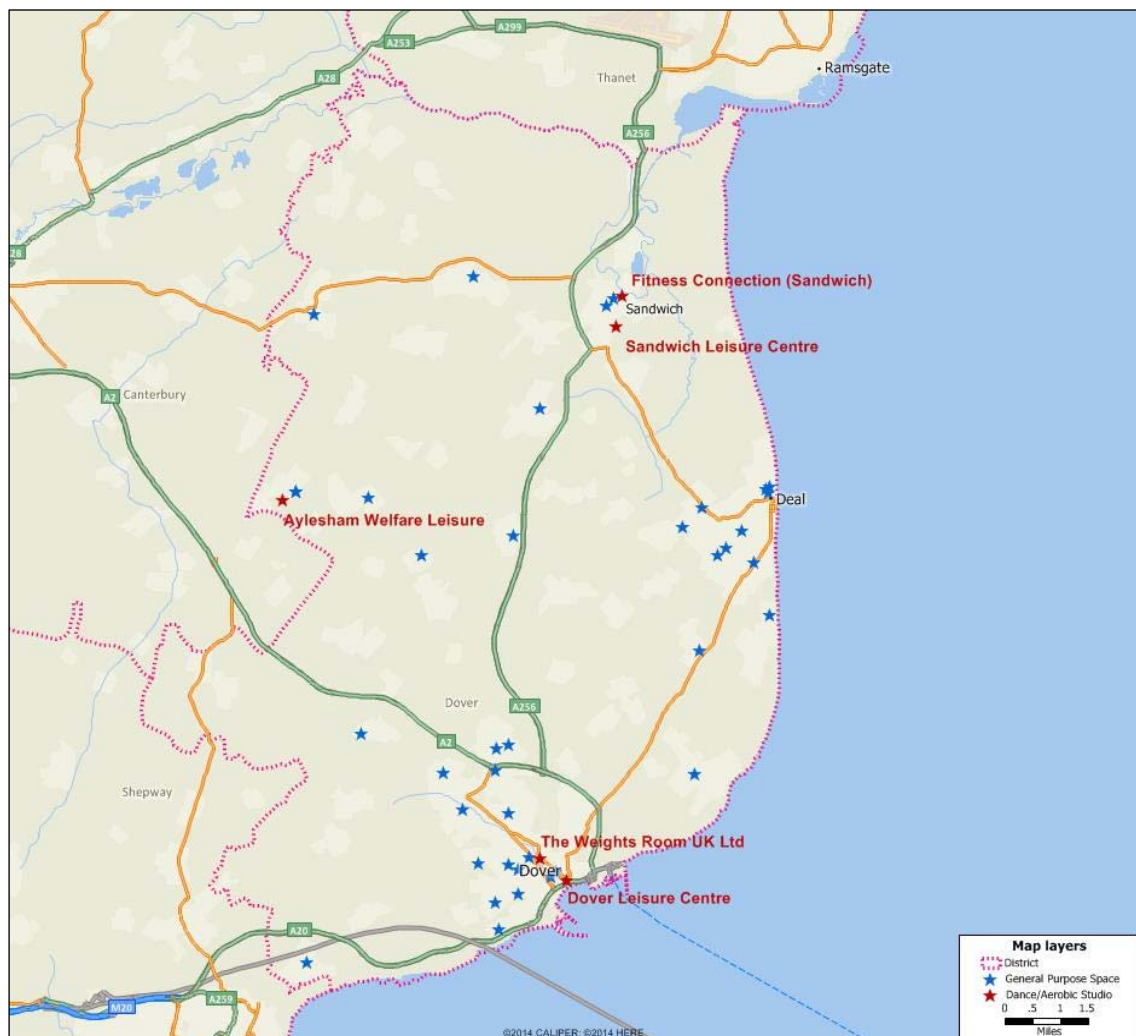 A299
A253
A28
Thanet
Ramsgate
A256
28
Fitness Connection (Sandwich)
Sandwich
Sandwich Leisure Centre
A2
Canterbury
Deal
Aylesham Welfare Leisure
Dover
A256
A2
Shepway
The Weights Room UK Ltd
Dover
Dover Leisure Centre
A20
M20
A259
Map layers
District
General Purpose Space
Dance/Aerobic Studio
0 .5 1 1.5
Miles
©2014 CALIPER; ©2014 HERE